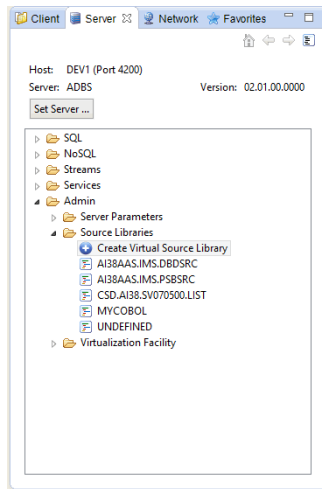 Client Server Network Favorites
Host: DEV1 (Port 4200)
Server: ADBS Version: 02.01.00.0000
Set Server ...
SQL
NoSQL
Streams
Services
Admin
Server Parameters
Source Libraries
Create Virtual Source Library
AI38AAS.IMS.DBDSRC
AI38AAS.IMS.PSBSRC
CSD.AI38.SV070500.LIST
MYCOBOL
UNDEFINED
Virtualization Facility